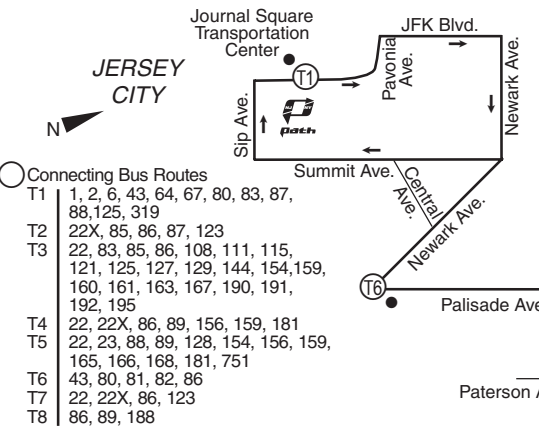 Journal Square
Transportation
Center
JFK Blvd.
JERSEY
CITY
N
T1
Pavonia
Ave.
Newark Ave.
Sip Ave.
path
Summit Ave.
Central
Ave.
Newark Ave.
T6
Palisade Ave
Paterson A
Connecting Bus Routes
T1 1, 2, 6, 43, 64, 67, 80, 83, 87,
88,125, 319
T2 22X, 85, 86, 87, 123
T3 22, 83, 85, 86, 108, 111, 115,
121, 125, 127, 129, 144, 154,159,
160, 161, 163, 167, 190, 191,
192, 195
T4 22, 22X, 86, 89, 156, 159, 181
T5 22, 23, 88, 89, 128, 154, 156, 159,
165, 166, 168, 181, 751
T6 43, 80, 81, 82, 86
T7 22, 22X, 86, 123
T8 86, 89, 188